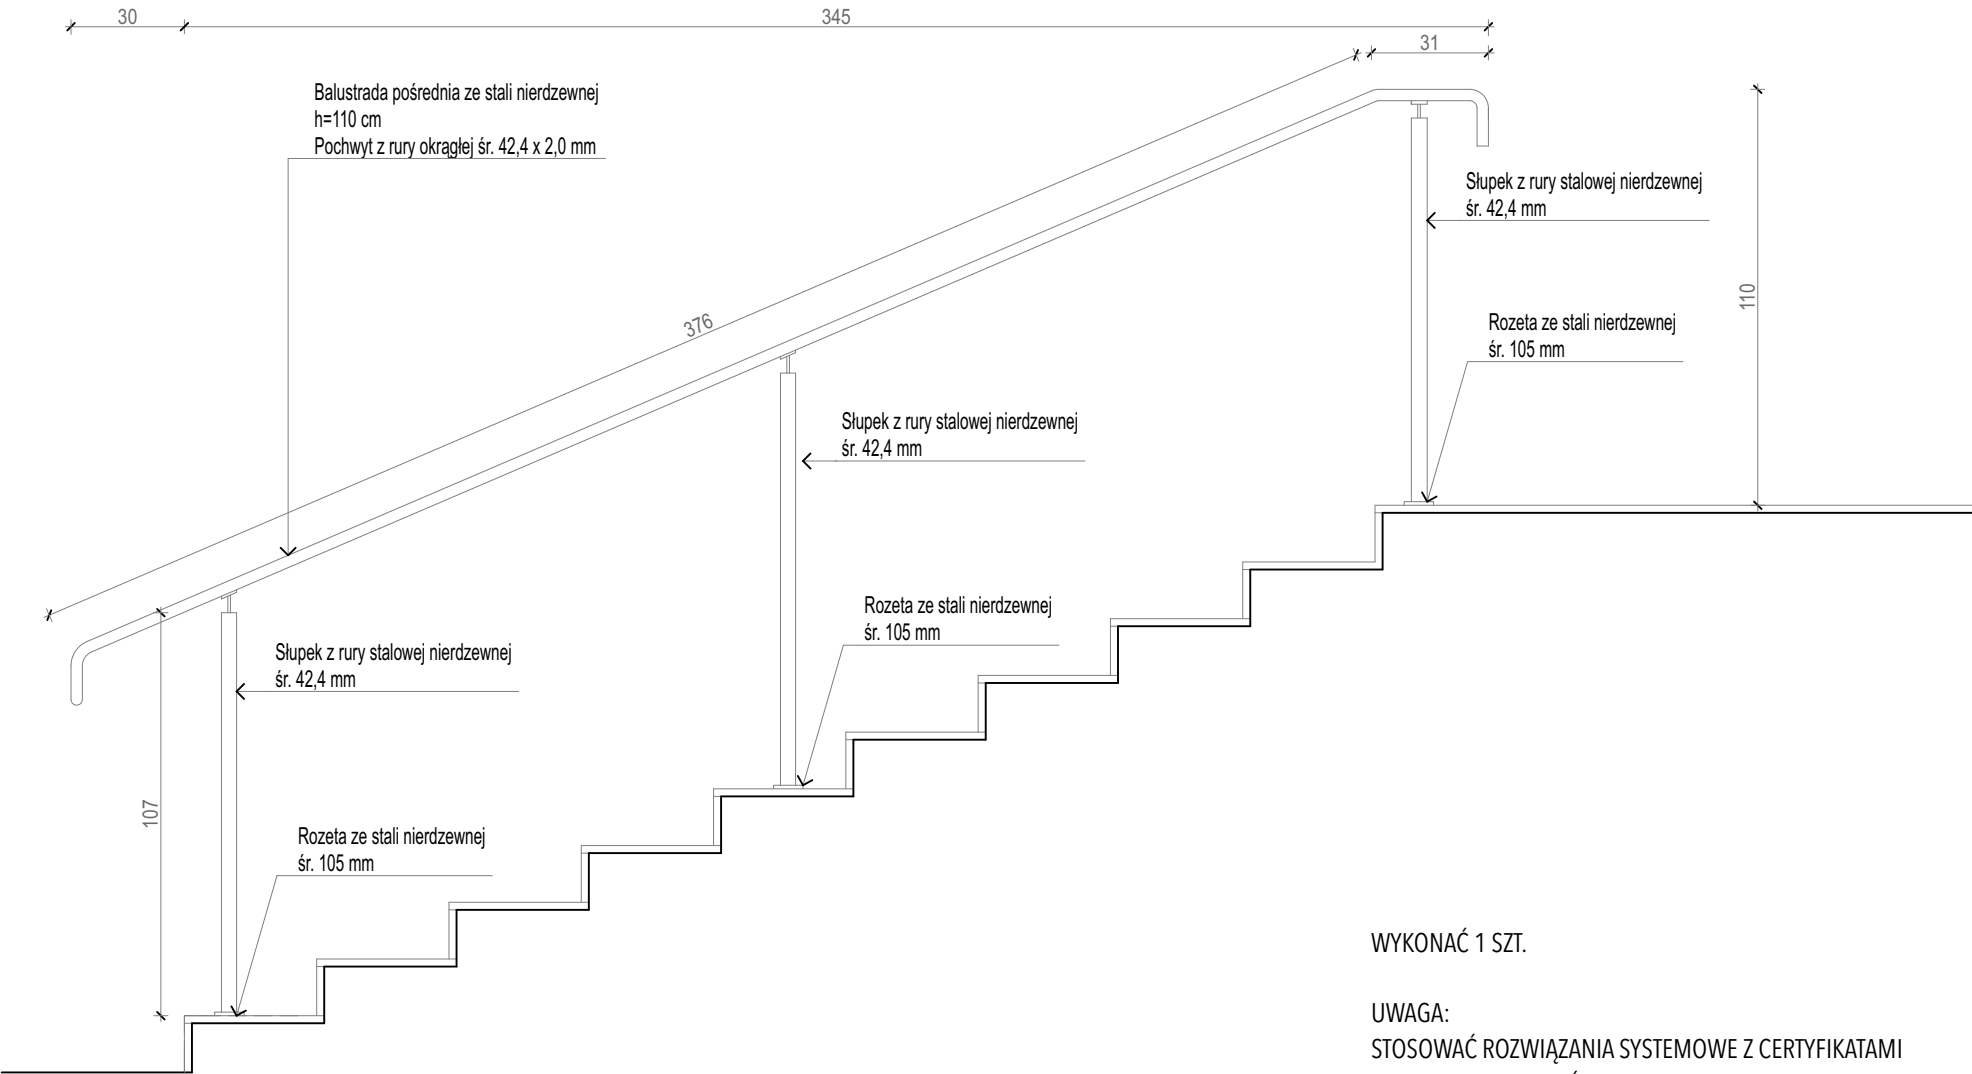 30
345
31
Balustrada pośrednia ze stali nierdzewnej
h=110 cm
Pochwyt z rury okrągłej śr. 42,4 x 2,0 mm
Słupek z rury stalowej nierdzewnej
śr. 42,4 mm
110
376
Rozeta ze stali nierdzewnej
śr. 105 mm
Słupek z rury stalowej nierdzewnej
śr. 42,4 mm
Rozeta ze stali nierdzewnej
śr. 105 mm
Słupek z rury stalowej nierdzewnej
śr. 42,4 mm
107
Rozeta ze stali nierdzewnej
śr. 105 mm
WYKONAĆ 1 SZT.
UWAGA:
STOSOWAĆ ROZWIĄZANIA SYSTEMOWE Z CERTYFIKATAMI